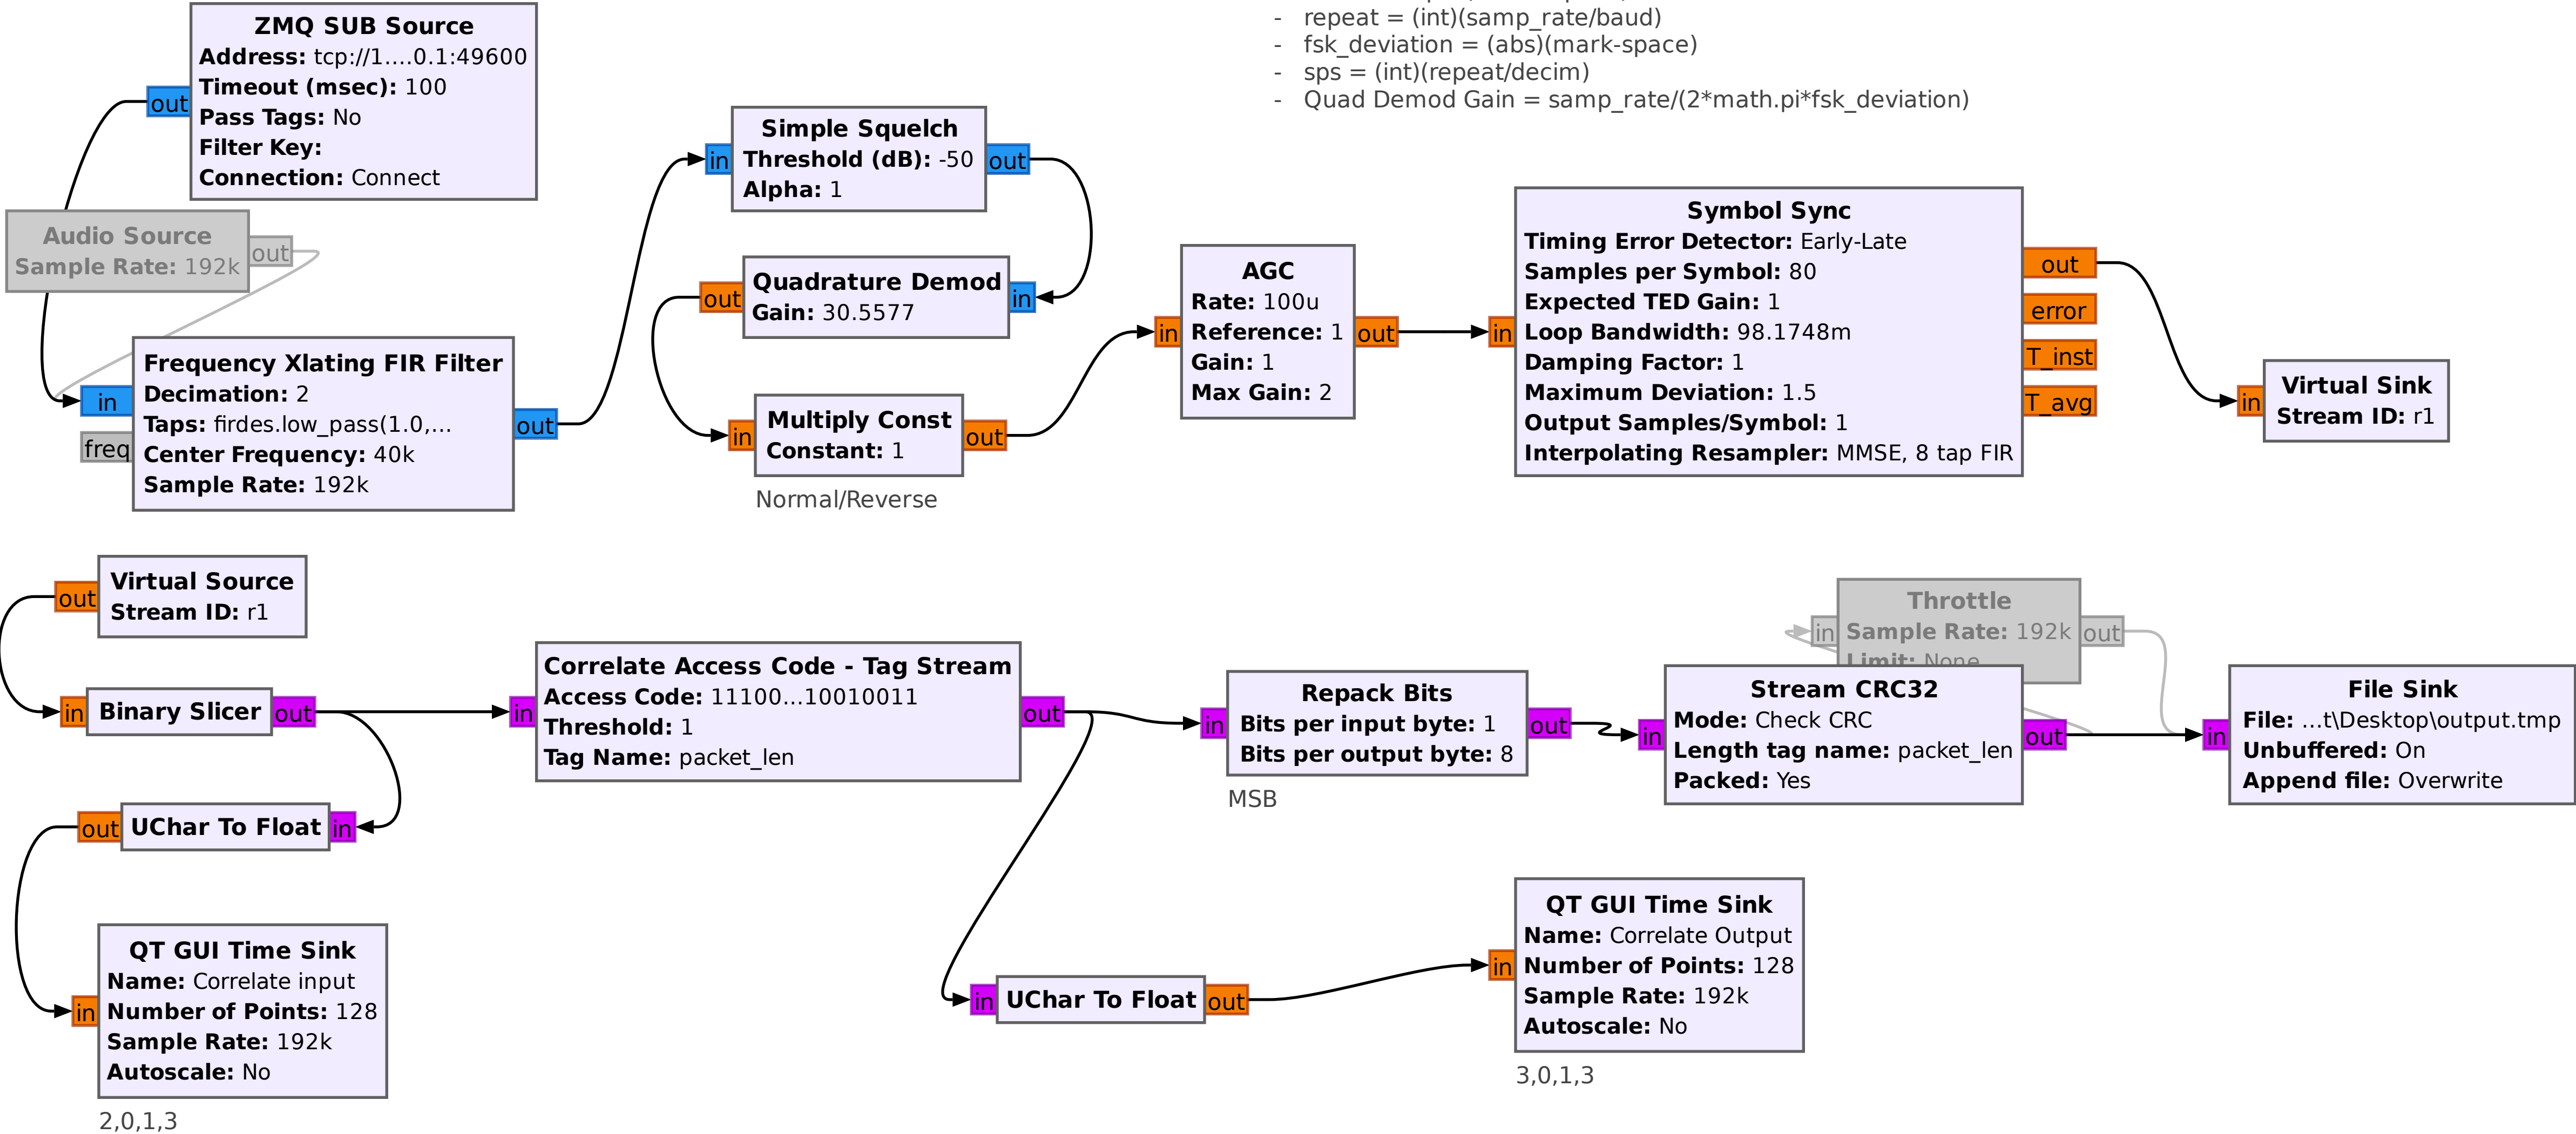 - repeat = (int)(samp_rate/baud)
- fsk_deviation = (abs)(mark-space)
- sps = (int)(repeat/decim)
- Quad Demod Gain = samp_rate/(2*math.pi*fsk_deviation)
ZMQ SUB Source
Address: tcp://1....0.1:49600
Timeout (msec): 100
Pass Tags: No
Filter Key:
Connection: Connect
out
Audio Source
Sample Rate: 192k
out
Frequency Xlating FIR Filter
Decimation: 2
Taps: firdes.low_pass(1.0,...
Center Frequency: 40k
Sample Rate: 192k
in
freq
out
Simple Squelch
Threshold (dB): -50
Alpha: 1
in
out
Quadrature Demod
Gain: 30.5577
out
in
Multiply Const
Constant: 1
in
out
Normal/Reverse
AGC
Rate: 100u
Reference: 1
Gain: 1
Max Gain: 2
in
out
Symbol Sync
Timing Error Detector: Early-Late
Samples per Symbol: 80
Expected TED Gain: 1
Loop Bandwidth: 98.1748m
Damping Factor: 1
Maximum Deviation: 1.5
Output Samples/Symbol: 1
Interpolating Resampler: MMSE, 8 tap FIR
in
out
error
T_inst
T_avg
Virtual Sink
Stream ID: r1
in
Virtual Source
Stream ID: r1
out
Binary Slicer
in
out
UChar To Float
out
in
QT GUI Time Sink
Name: Correlate input
Number of Points: 128
Sample Rate: 192k
Autoscale: No
in
2,0,1,3
Correlate Access Code - Tag Stream
Access Code: 11100...10010011
Threshold: 1
Tag Name: packet_len
in
out
Repack Bits
Bits per input byte: 1
Bits per output byte: 8
in
out
MSB
Throttle
Sample Rate: 192k
Limit: None
in
out
Stream CRC32
Mode: Check CRC
Length tag name: packet_len
Packed: Yes
in
out
File Sink
File: ...t\Desktop\output.tmp
Unbuffered: On
Append file: Overwrite
in
UChar To Float
in
out
QT GUI Time Sink
Name: Correlate Output
Number of Points: 128
Sample Rate: 192k
Autoscale: No
in
3,0,1,3